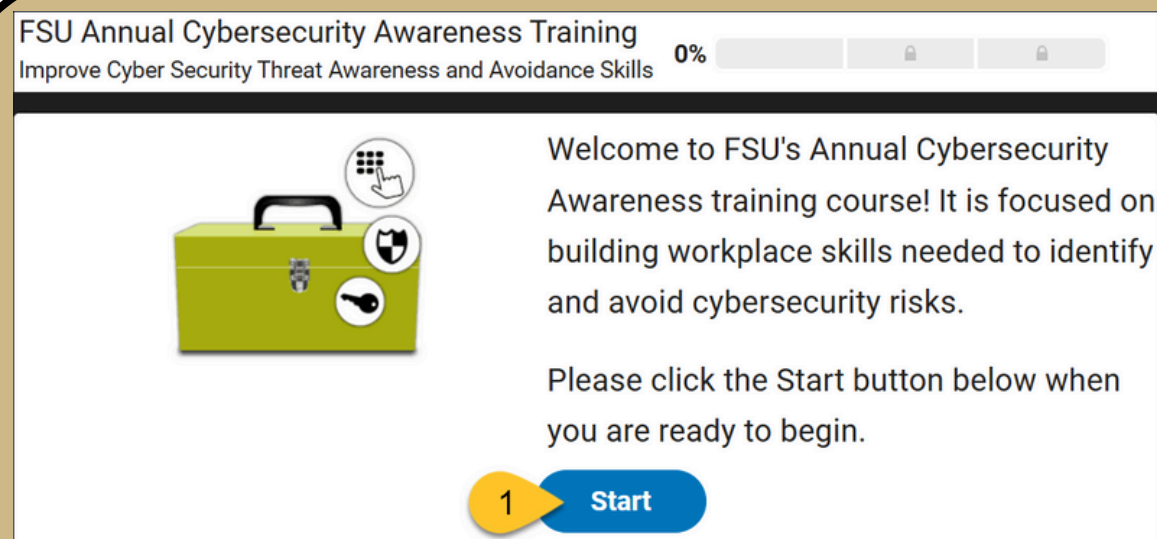 FSU Annual Cybersecurity Awareness Training
Improve Cyber Security Threat Awareness and Avoidance Skills
0%
Welcome to FSU's Annual Cybersecurity
Awareness training course! It is focused on
building workplace skills needed to identify
and avoid cybersecurity risks.
Please click the Start button below when
you are ready to begin.
1
Start